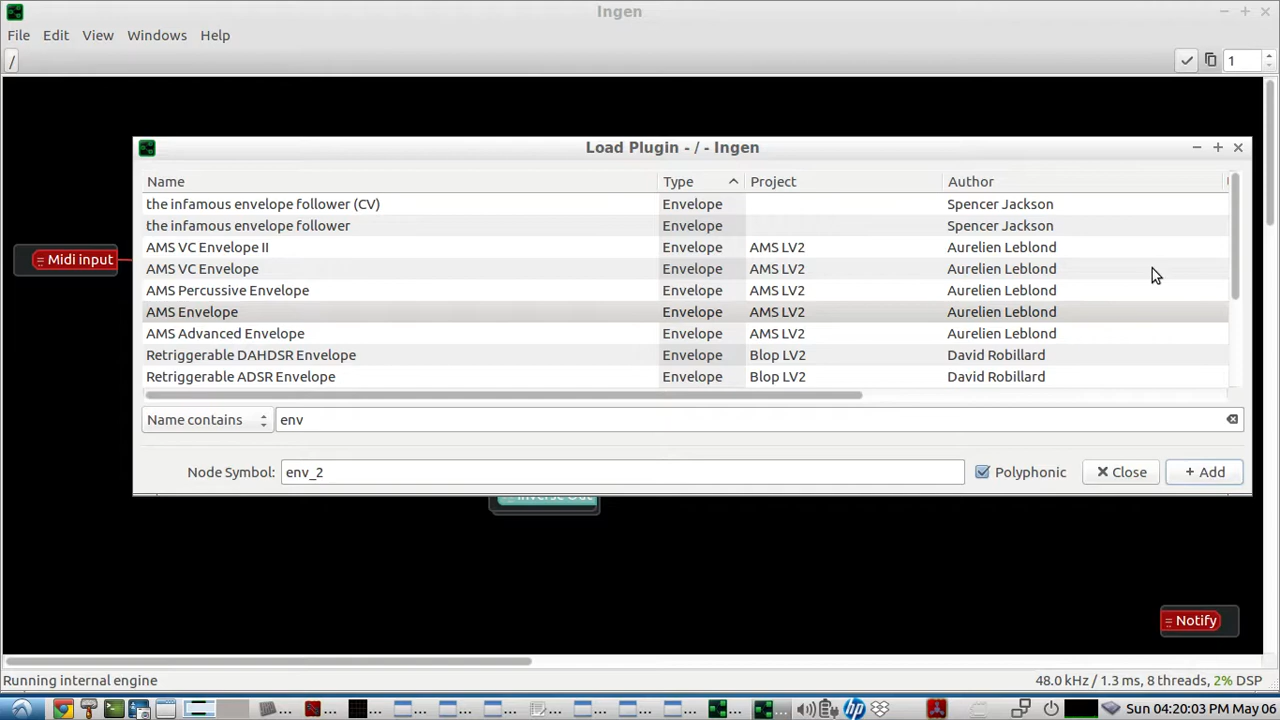 Ingen
File Edit View Windows Help
/ 1
Load Plugin - / - Ingen
Name Type Project Author
the infamous envelope follower (CV) Envelope Spencer Jackson
the infamous envelope follower Envelope Spencer Jackson
AMS VC Envelope II Envelope AMS LV2 Aurelien Leblond
AMS VC Envelope Envelope AMS LV2 Aurelien Leblond
AMS Percussive Envelope Envelope AMS LV2 Aurelien Leblond
AMS Envelope Envelope AMS LV2 Aurelien Leblond
AMS Advanced Envelope Envelope AMS LV2 Aurelien Leblond
Retriggerable DAHDSR Envelope Envelope Blop LV2 David Robillard
Retriggerable ADSR Envelope Envelope Blop LV2 David Robillard
Midi input
Name contains env
Node Symbol: env_2 Polyphonic Close + Add
Inverse Out
Notify
Running internal engine 48.0 kHz / 1.3 ms, 8 threads, 2% DSP
... ... ... ... ... ... ... ... ... ... ... ... hp Sun 04:20:03 PM May 06